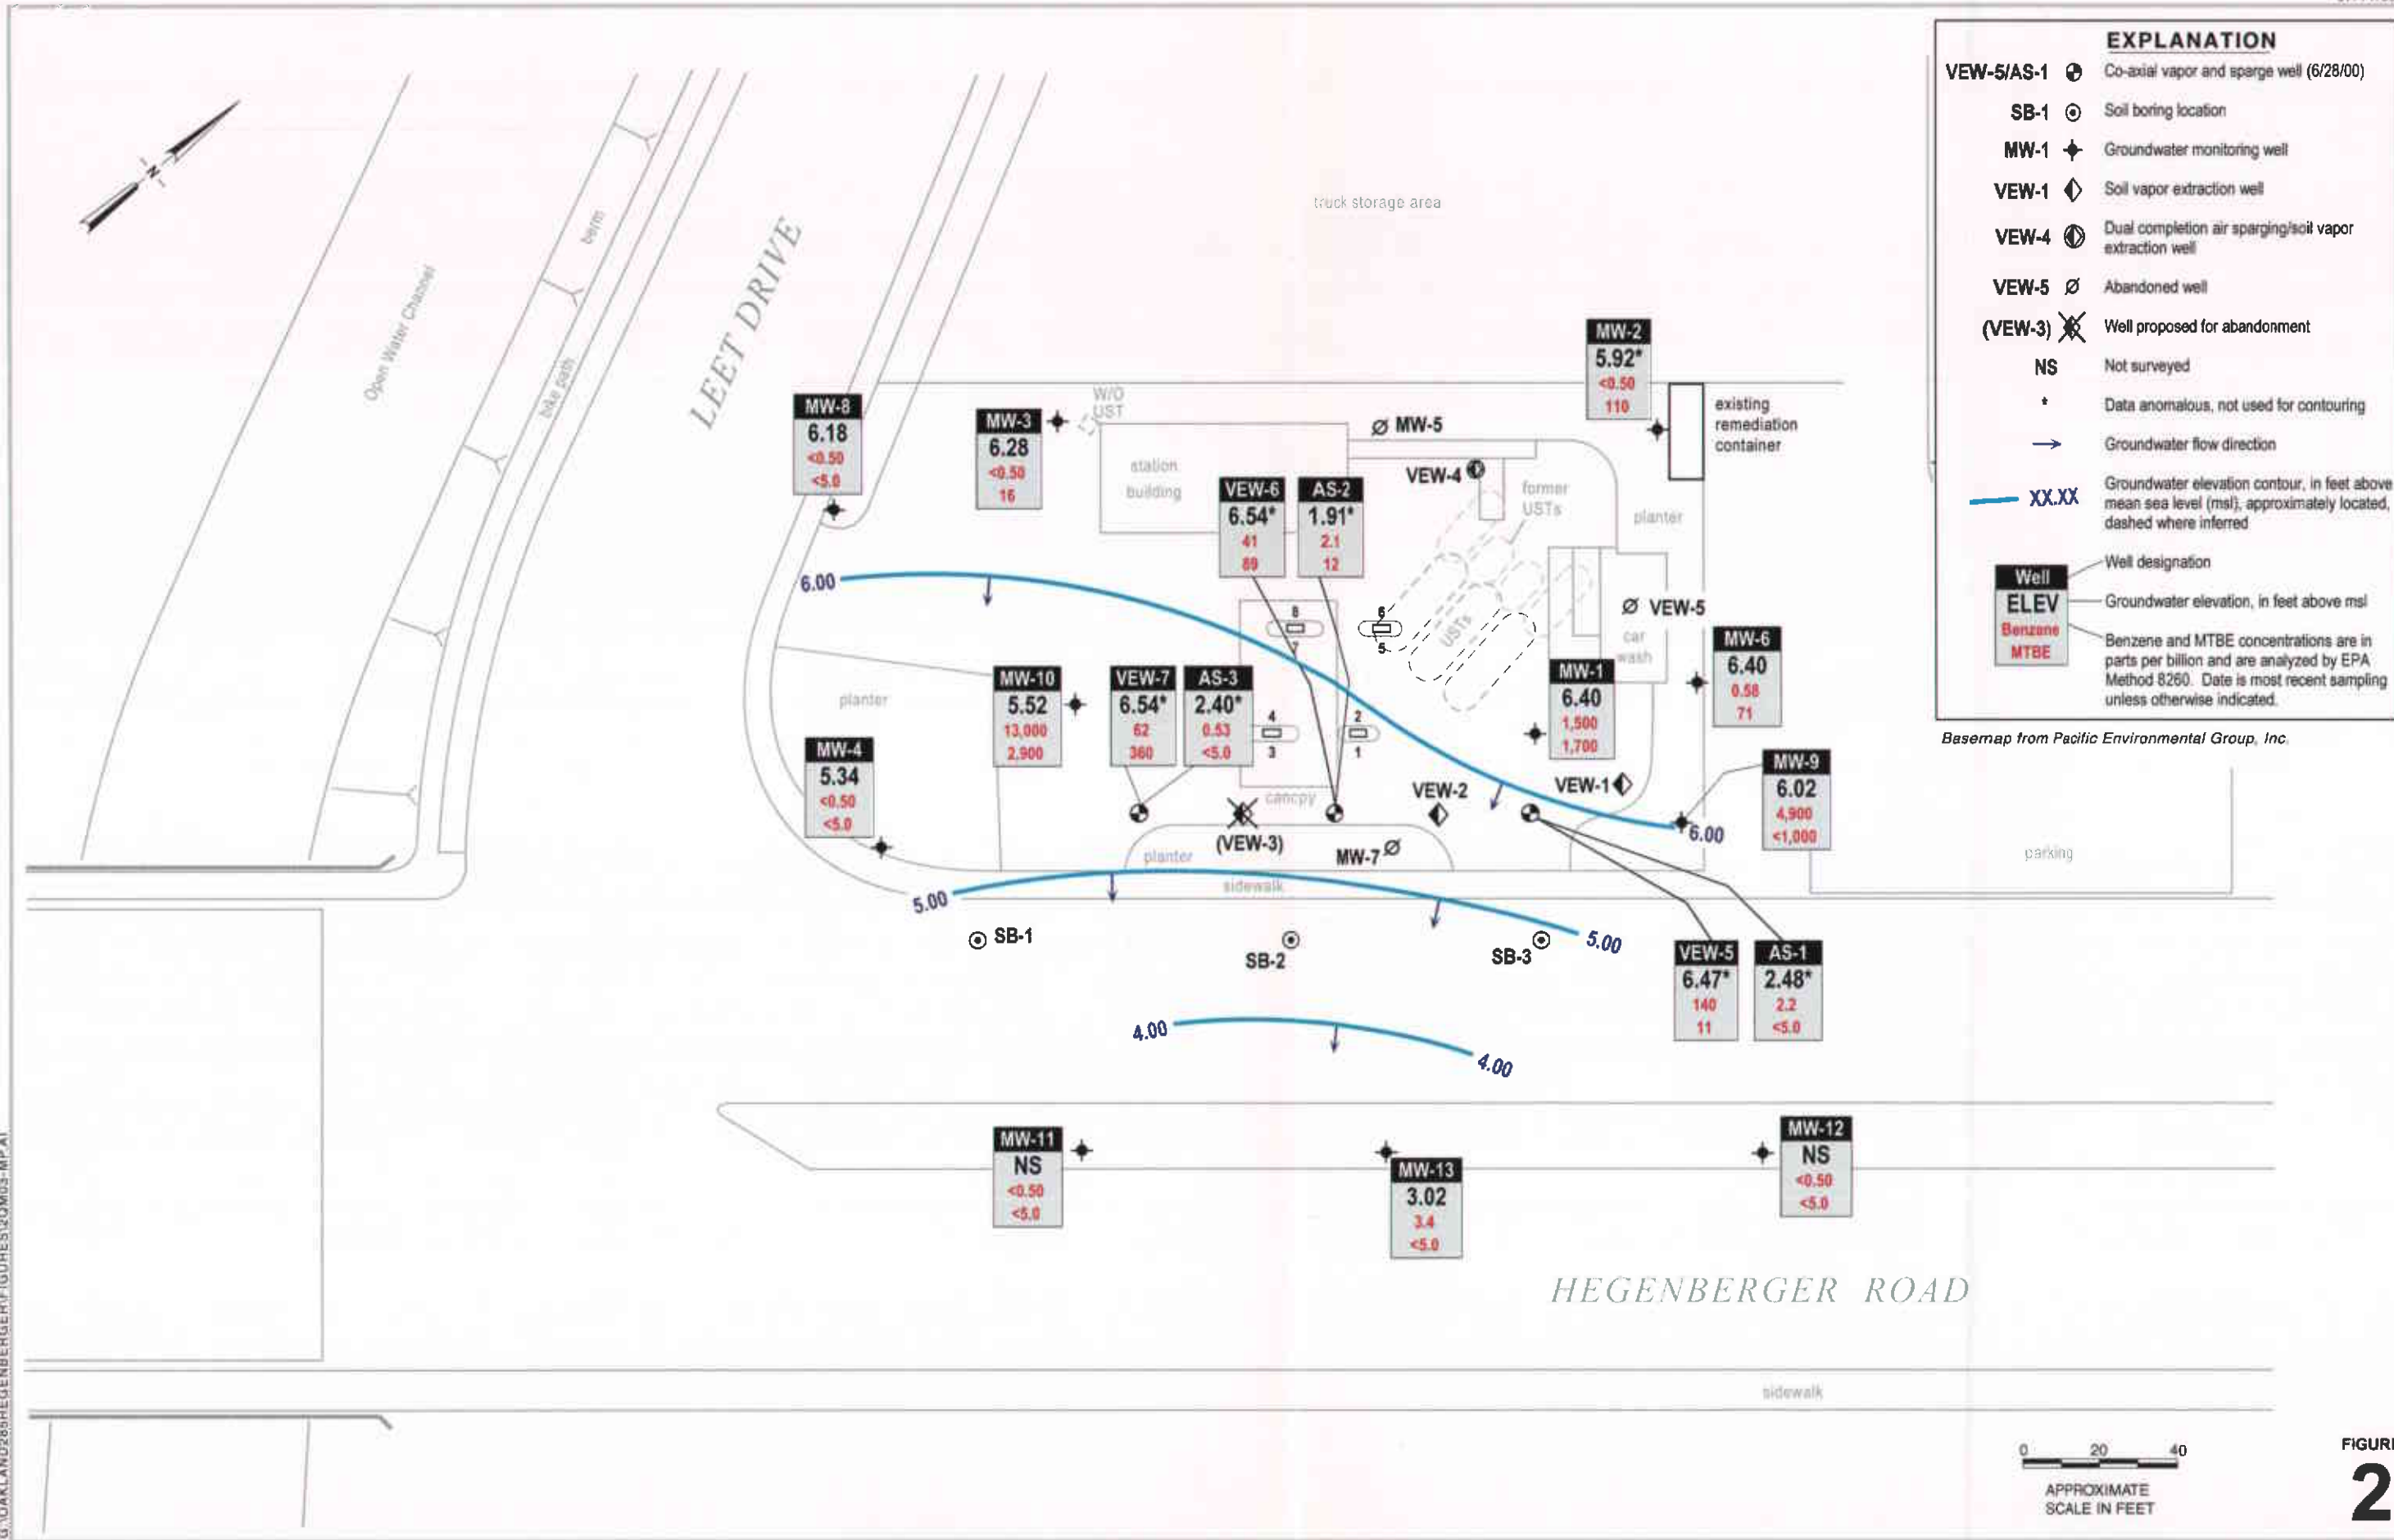 EXPLANATION
VEW-5/AS-1 Co-axial vapor and sparge well (6/28/00)
SB-1 Soil boring location
MW-1 Groundwater monitoring well
VEW-1 Soil vapor extraction well
VEW-4 Dual completion air sparging/soil vapor
extraction well
VEW-5 Abandoned well
(VEW-3) Well proposed for abandonment
NS Not surveyed
* Data anomalous, not used for contouring
Groundwater flow direction
XX.XX Groundwater elevation contour, in feet above
mean sea level (msl), approximately located,
dashed where inferred
Well
ELEV
Benzene
MTBE
Well designation
Groundwater elevation, in feet above msl
Benzene and MTBE concentrations are in
parts per billion and are analyzed by EPA
Method 8260. Date is most recent sampling
unless otherwise indicated.
Basemap from Pacific Environmental Group, Inc.
N
Open Water Channel
berm
bike path
LEET DRIVE
truck storage area
MW-2
5.92*
<0.50
110
existing
remediation
container
MW-8
6.18
<0.50
<5.0
MW-3
6.28
<0.50
16
W/O
UST
station
building
MW-5
VEW-4
former
USTs
planter
VEW-6
6.54*
41
89
AS-2
1.91*
2.1
12
6.00
8
7
6
5
USTs
VEW-5
car
wash
MW-6
6.40
0.58
71
MW-1
6.40
1,500
1,700
planter
MW-10
5.52
13,000
2,900
VEW-7
6.54*
62
360
AS-3
2.40*
0.53
<5.0
4
3
2
1
MW-4
5.34
<0.50
<5.0
canopy
VEW-2
VEW-1
MW-9
6.02
4,900
<1,000
6.00
(VEW-3)
MW-7
planter
parking
sidewalk
5.00
5.00
SB-1
SB-2
SB-3
VEW-5
6.47*
140
11
AS-1
2.48*
2.2
<5.0
4.00
4.00
MW-11
NS
<0.50
<5.0
MW-13
3.02
3.4
<5.0
MW-12
NS
<0.50
<5.0
HEGENBERGER ROAD
sidewalk
0 20 40
APPROXIMATE
SCALE IN FEET
FIGURE
2